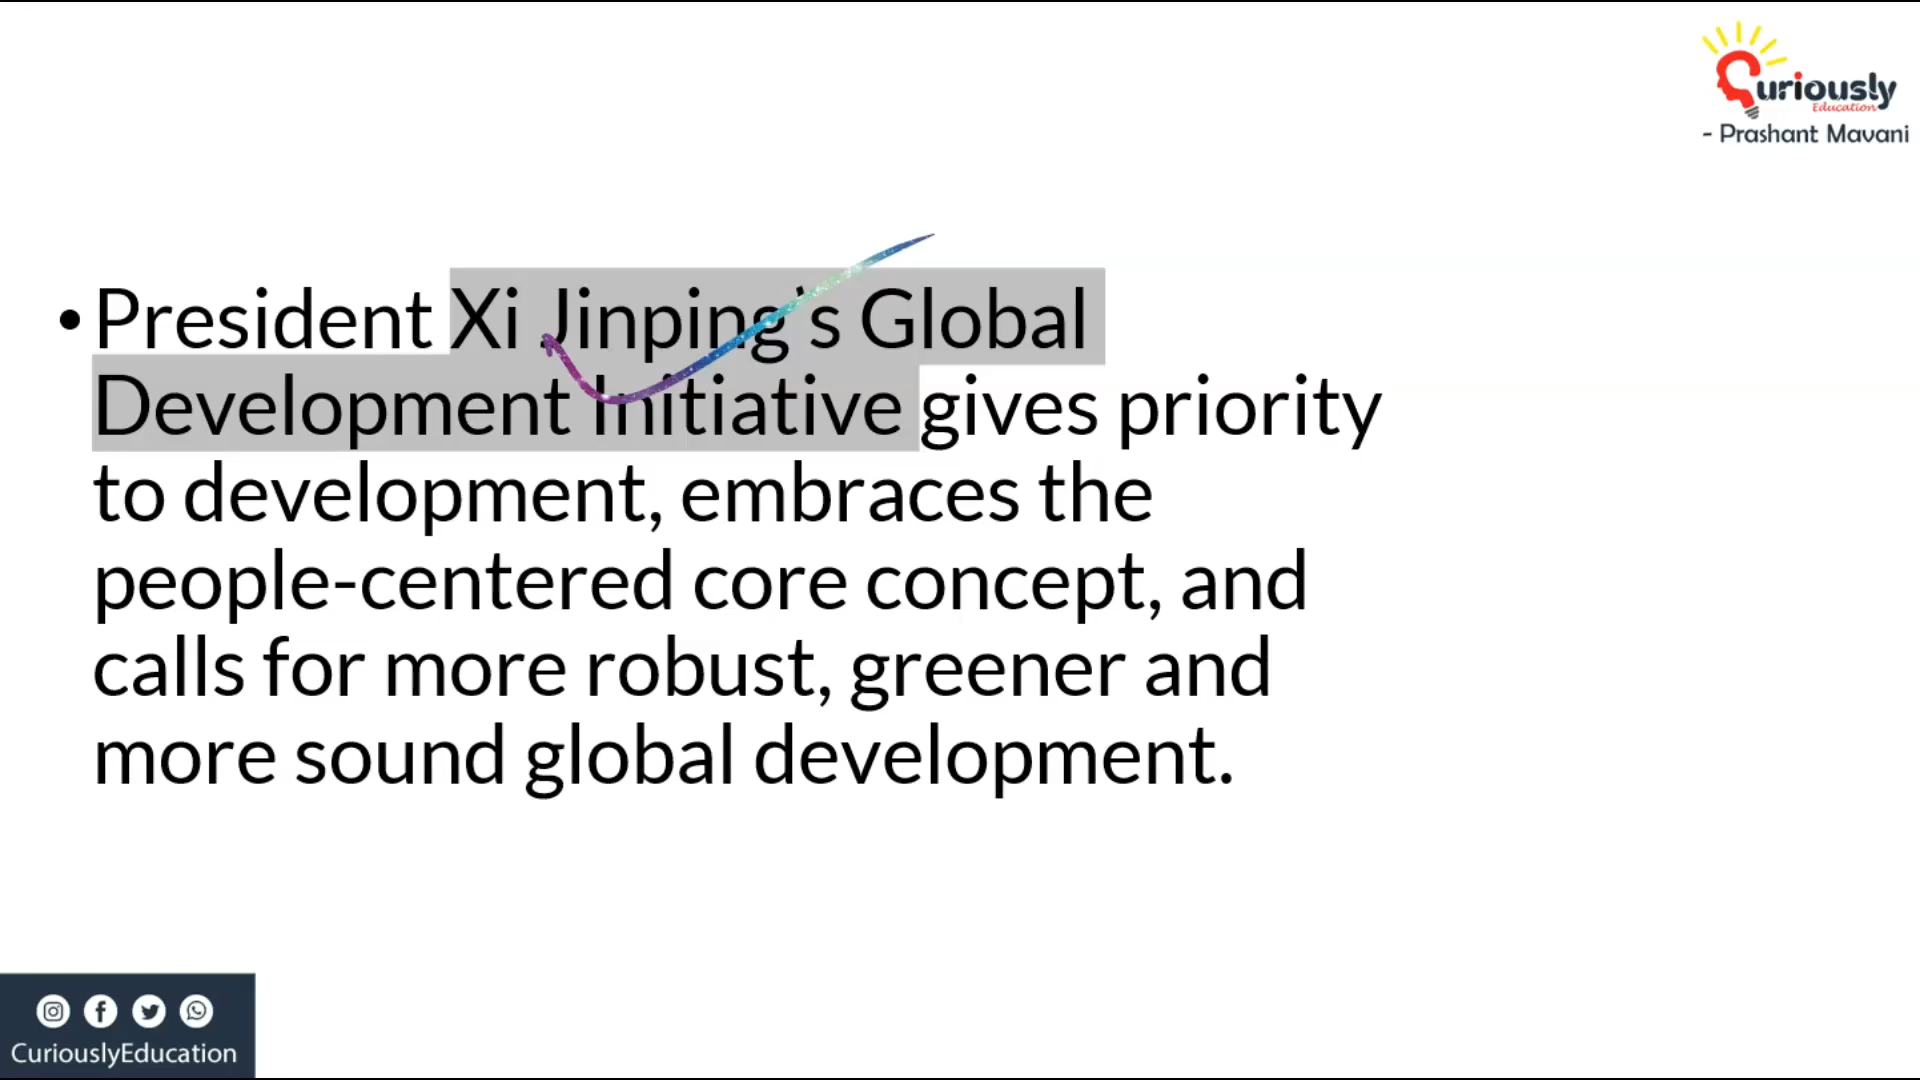 Curiously
Education
- Prashant Mavani
• President Xi Jinping's Global
Development Initiative gives priority
to development, embraces the
people-centered core concept, and
calls for more robust, greener and
more sound global development.
CuriouslyEducation